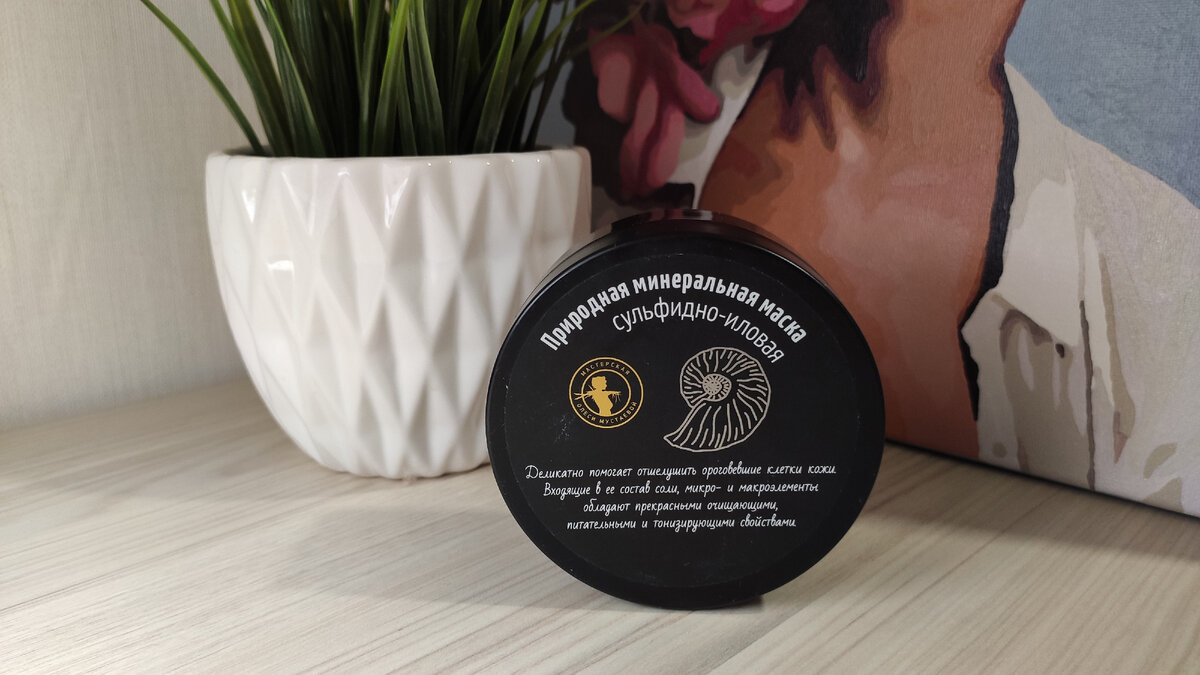 Природная минеральная маска
сульфидно-иловая
МАСТЕРСКАЯ
ОЛЕСИ МУСТАЕВОЙ
Деликатно помогает отшелушить ороговевшие клетки кожи.
Входящие в ее состав соли, микро- и макроэлементы
обладают прекрасными очищающими,
питательными и тонизирующими свойствами.